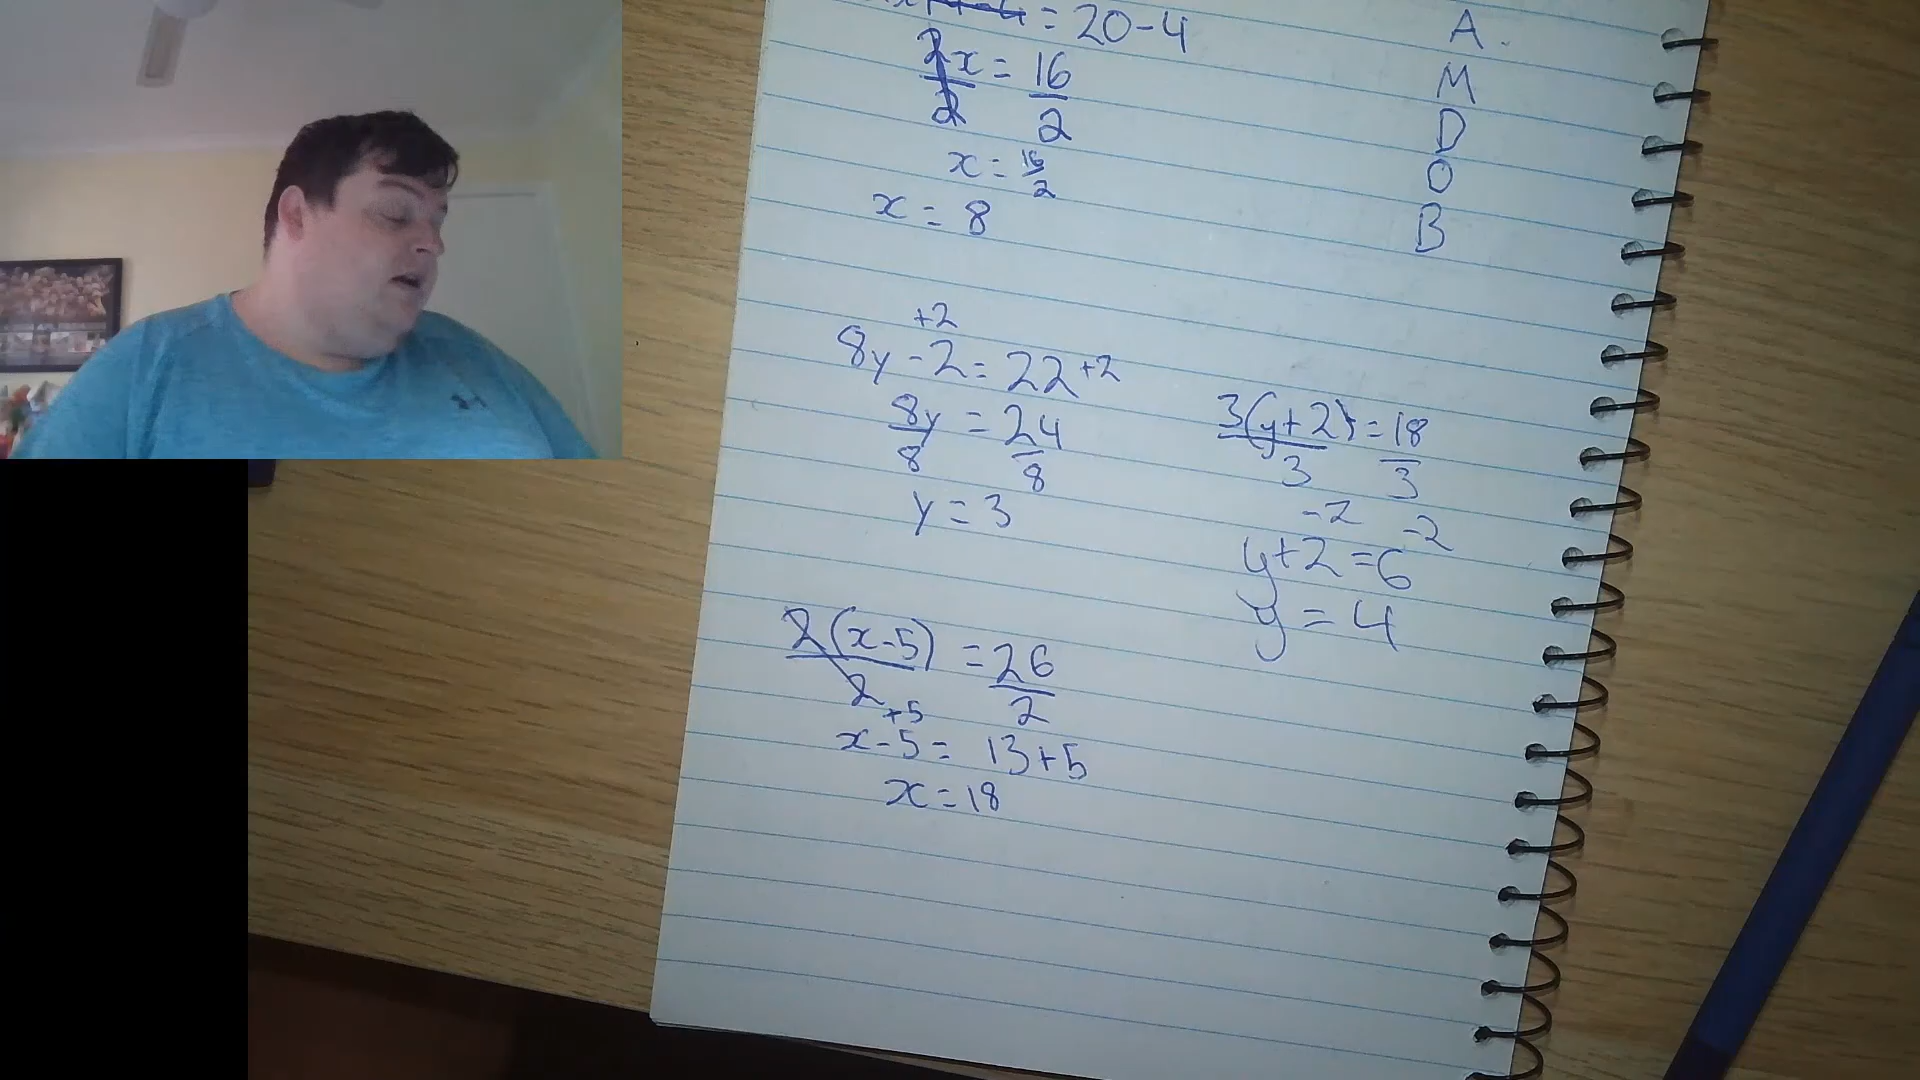 = 20-4
2x = 16
2 2
x = 16/2
x = 8
A
M
D
O
B
+2
8y - 2 = 22 +2
8y = 24
8 8
y = 3
3(y+2) = 18
3 3
-2 -2
y+2 = 6
y = 4
2(x-5) = 26
2 2
+5
x-5 = 13+5
x = 18